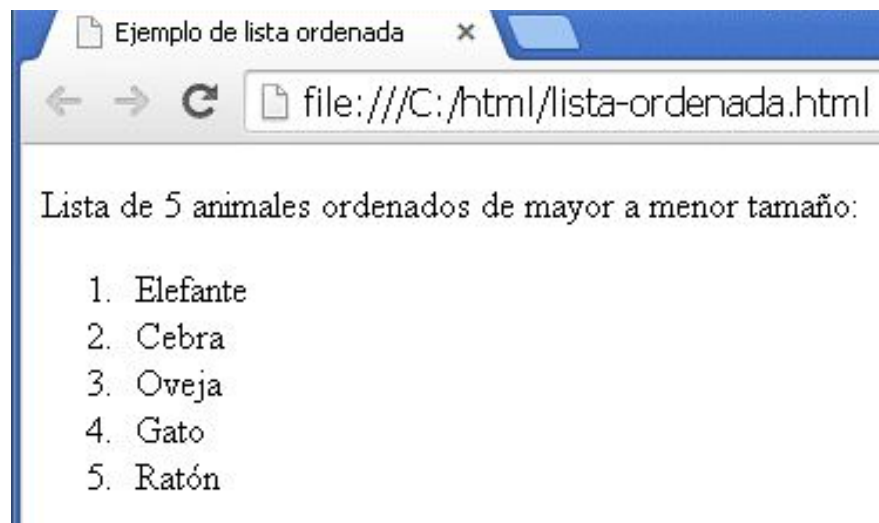 Ejemplo de lista ordenada
file:///C:/html/lista-ordenada.html
Lista de 5 animales ordenados de mayor a menor tamaño:
1. Elefante
2. Cebra
3. Oveja
4. Gato
5. Ratón